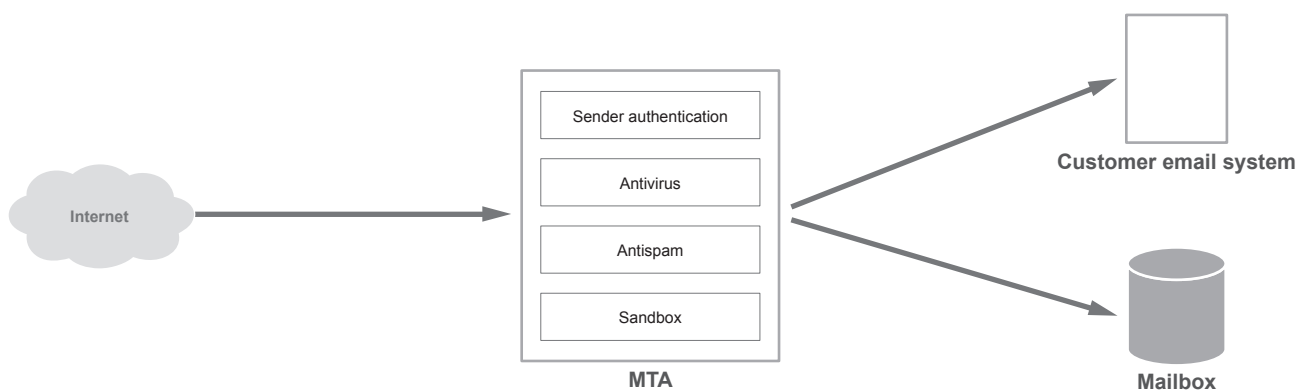 Internet
Sender authentication
Antivirus
Antispam
Sandbox
MTA
Customer email system
Mailbox